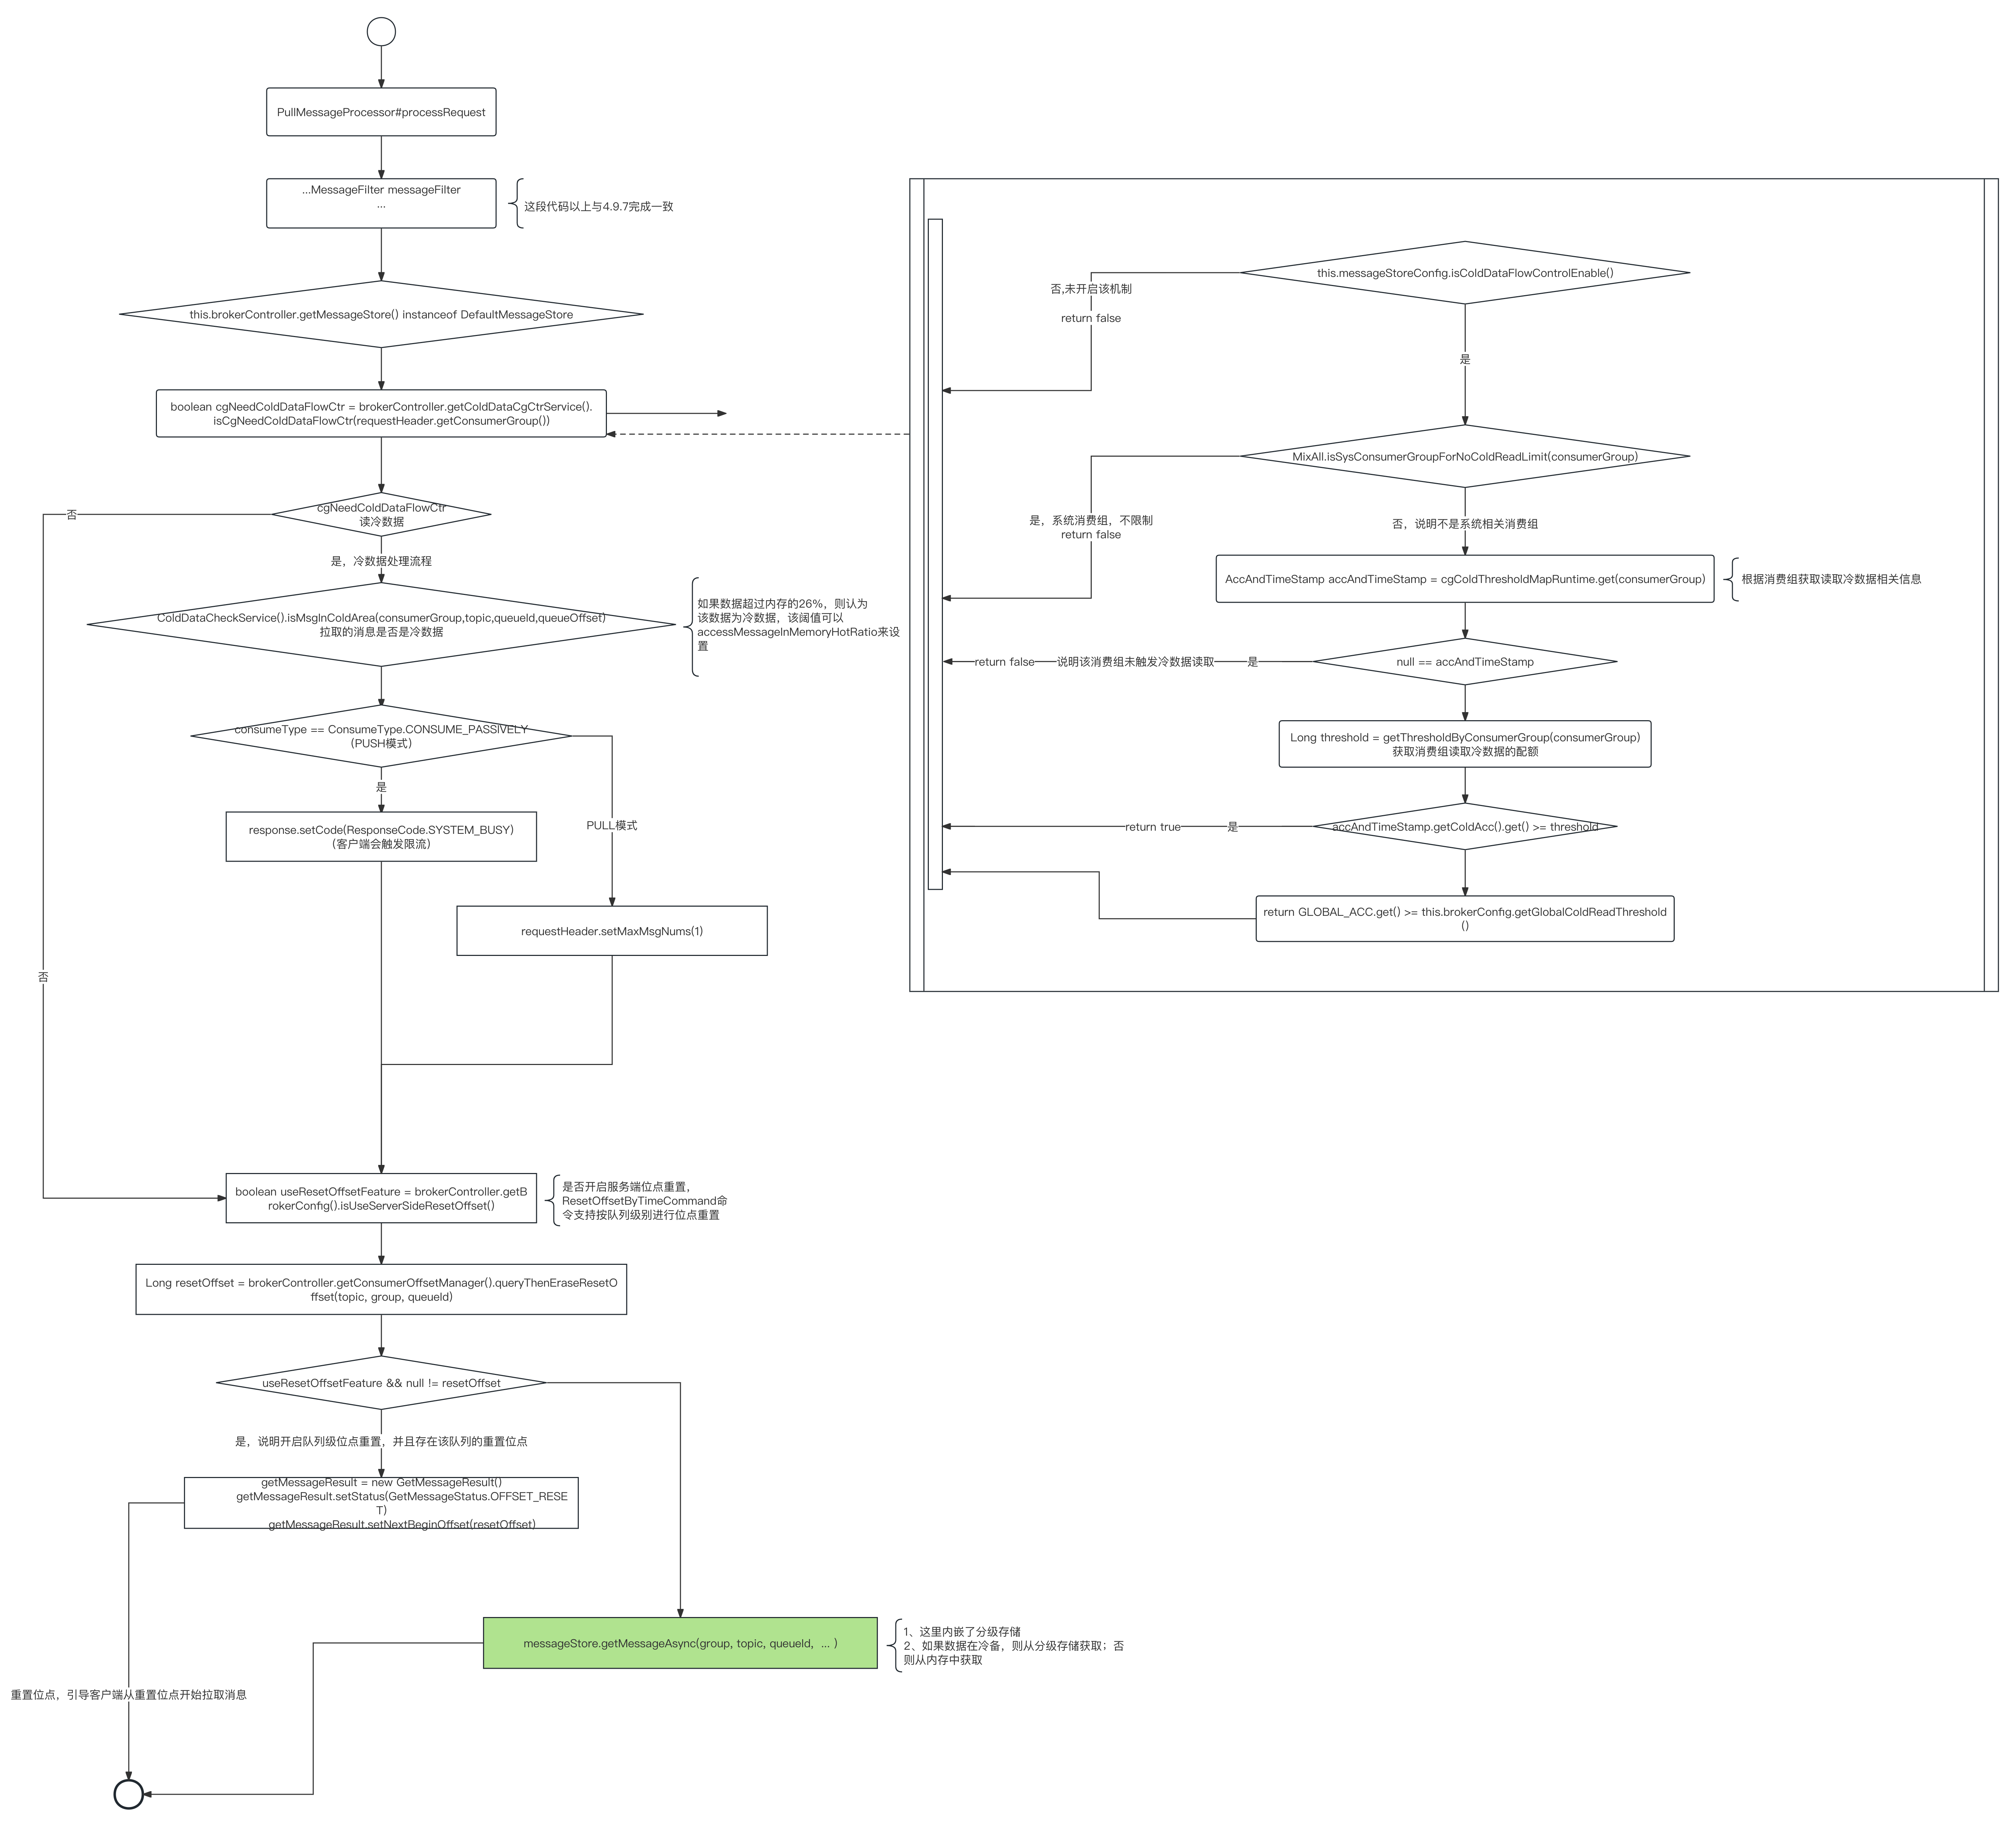 PullMessageProcessor#processRequest
...MessageFilter messageFilter
...
这段代码以上与4.9.7完成一致
this.brokerController.getMessageStore() instanceof DefaultMessageStore
boolean cgNeedColdDataFlowCtr = brokerController.getColdDataCgCtrService().
isCgNeedColdDataFlowCtr(requestHeader.getConsumerGroup())
cgNeedColdDataFlowCtr
读冷数据
否
是，冷数据处理流程
ColdDataCheckService().isMsgInColdArea(consumerGroup,topic,queueId,queueOffset)
拉取的消息是否是冷数据
如果数据超过内存的26%，则认为
该数据为冷数据，该阈值可以
accessMessageInMemoryHotRatio来设
置
consumeType == ConsumeType.CONSUME_PASSIVELY
（PUSH模式）
是
response.setCode(ResponseCode.SYSTEM_BUSY)
（客户端会触发限流）
PULL模式
requestHeader.setMaxMsgNums(1)
否
boolean useResetOffsetFeature = brokerController.getB
rokerConfig().isUseServerSideResetOffset()
是否开启服务端位点重置，
ResetOffsetByTimeCommand命
令支持按队列级别进行位点重置
Long resetOffset = brokerController.getConsumerOffsetManager().queryThenEraseResetO
ffset(topic, group, queueId)
useResetOffsetFeature && null != resetOffset
是，说明开启队列级位点重置，并且存在该队列的重置位点
getMessageResult = new GetMessageResult()
getMessageResult.setStatus(GetMessageStatus.OFFSET_RESE
T)
getMessageResult.setNextBeginOffset(resetOffset)
messageStore.getMessageAsync(group, topic, queueId, ... )
1、这里内嵌了分级存储
2、如果数据在冷备，则从分级存储获取；否
则从内存中获取
重置位点，引导客户端从重置位点开始拉取消息
this.messageStoreConfig.isColdDataFlowControlEnable()
否,未开启该机制
return false
是
MixAll.isSysConsumerGroupForNoColdReadLimit(consumerGroup)
是，系统消费组，不限制
return false
否，说明不是系统相关消费组
AccAndTimeStamp accAndTimeStamp = cgColdThresholdMapRuntime.get(consumerGroup)
根据消费组获取读取冷数据相关信息
null == accAndTimeStamp
return false 说明该消费组未触发冷数据读取 是
Long threshold = getThresholdByConsumerGroup(consumerGroup)
获取消费组读取冷数据的配额
accAndTimeStamp.getColdAcc().get() >= threshold
return true 是
return GLOBAL_ACC.get() >= this.brokerConfig.getGlobalColdReadThreshold
()